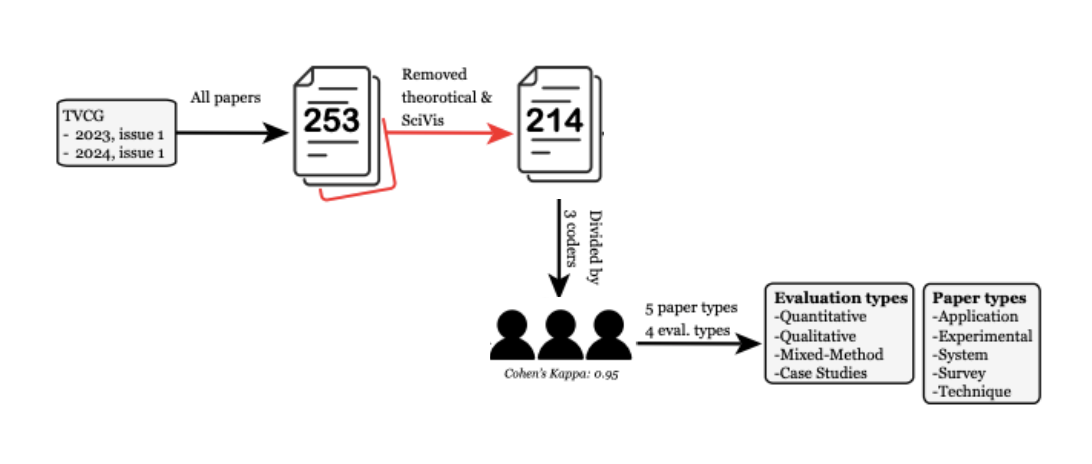 TVCG
- 2023, issue 1
- 2024, issue 1
All papers
253
Removed
theorotical &
SciVis
214
Divided by
3 coders
Cohen's Kappa: 0.95
5 paper types
4 eval. types
Evaluation types
-Quantitative
-Qualitative
-Mixed-Method
-Case Studies
Paper types
-Application
-Experimental
-System
-Survey
-Technique